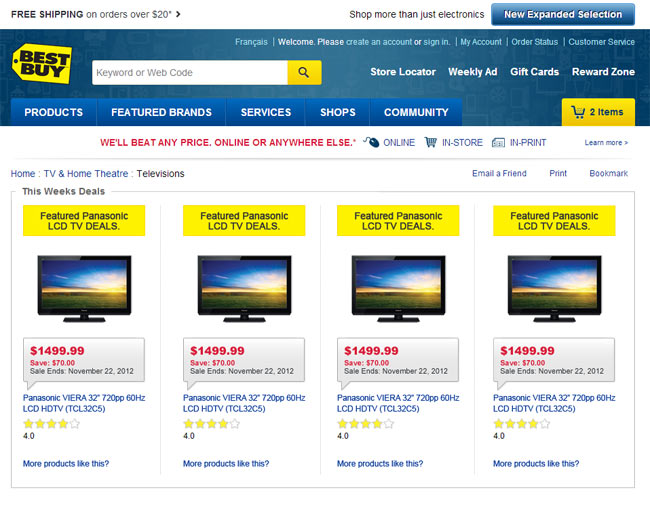 FREE SHIPPING on orders over $20* >
Shop more than just electronics
New Expanded Selection
Français | Welcome. Please create an account or sign in. | My Account | Order Status | Customer Service
BEST BUY
Keyword or Web Code
Store Locator Weekly Ad Gift Cards Reward Zone
PRODUCTS FEATURED BRANDS SERVICES SHOPS COMMUNITY
2 Items
WE'LL BEAT ANY PRICE. ONLINE OR ANYWHERE ELSE.* ONLINE IN-STORE IN-PRINT Learn more >
Home : TV & Home Theatre : Televisions
Email a Friend Print Bookmark
This Weeks Deals
Featured Panasonic
LCD TV DEALS.
$1499.99
Save: $70.00
Sale Ends: November 22, 2012
Panasonic VIERA 32" 720pp 60Hz
LCD HDTV (TCL32C5)
4.0
More products like this?
Featured Panasonic
LCD TV DEALS.
$1499.99
Save: $70.00
Sale Ends: November 22, 2012
Panasonic VIERA 32" 720pp 60Hz
LCD HDTV (TCL32C5)
4.0
More products like this?
Featured Panasonic
LCD TV DEALS.
$1499.99
Save: $70.00
Sale Ends: November 22, 2012
Panasonic VIERA 32" 720pp 60Hz
LCD HDTV (TCL32C5)
4.0
More products like this?
Featured Panasonic
LCD TV DEALS.
$1499.99
Save: $70.00
Sale Ends: November 22, 2012
Panasonic VIERA 32" 720pp 60Hz
LCD HDTV (TCL32C5)
4.0
More products like this?